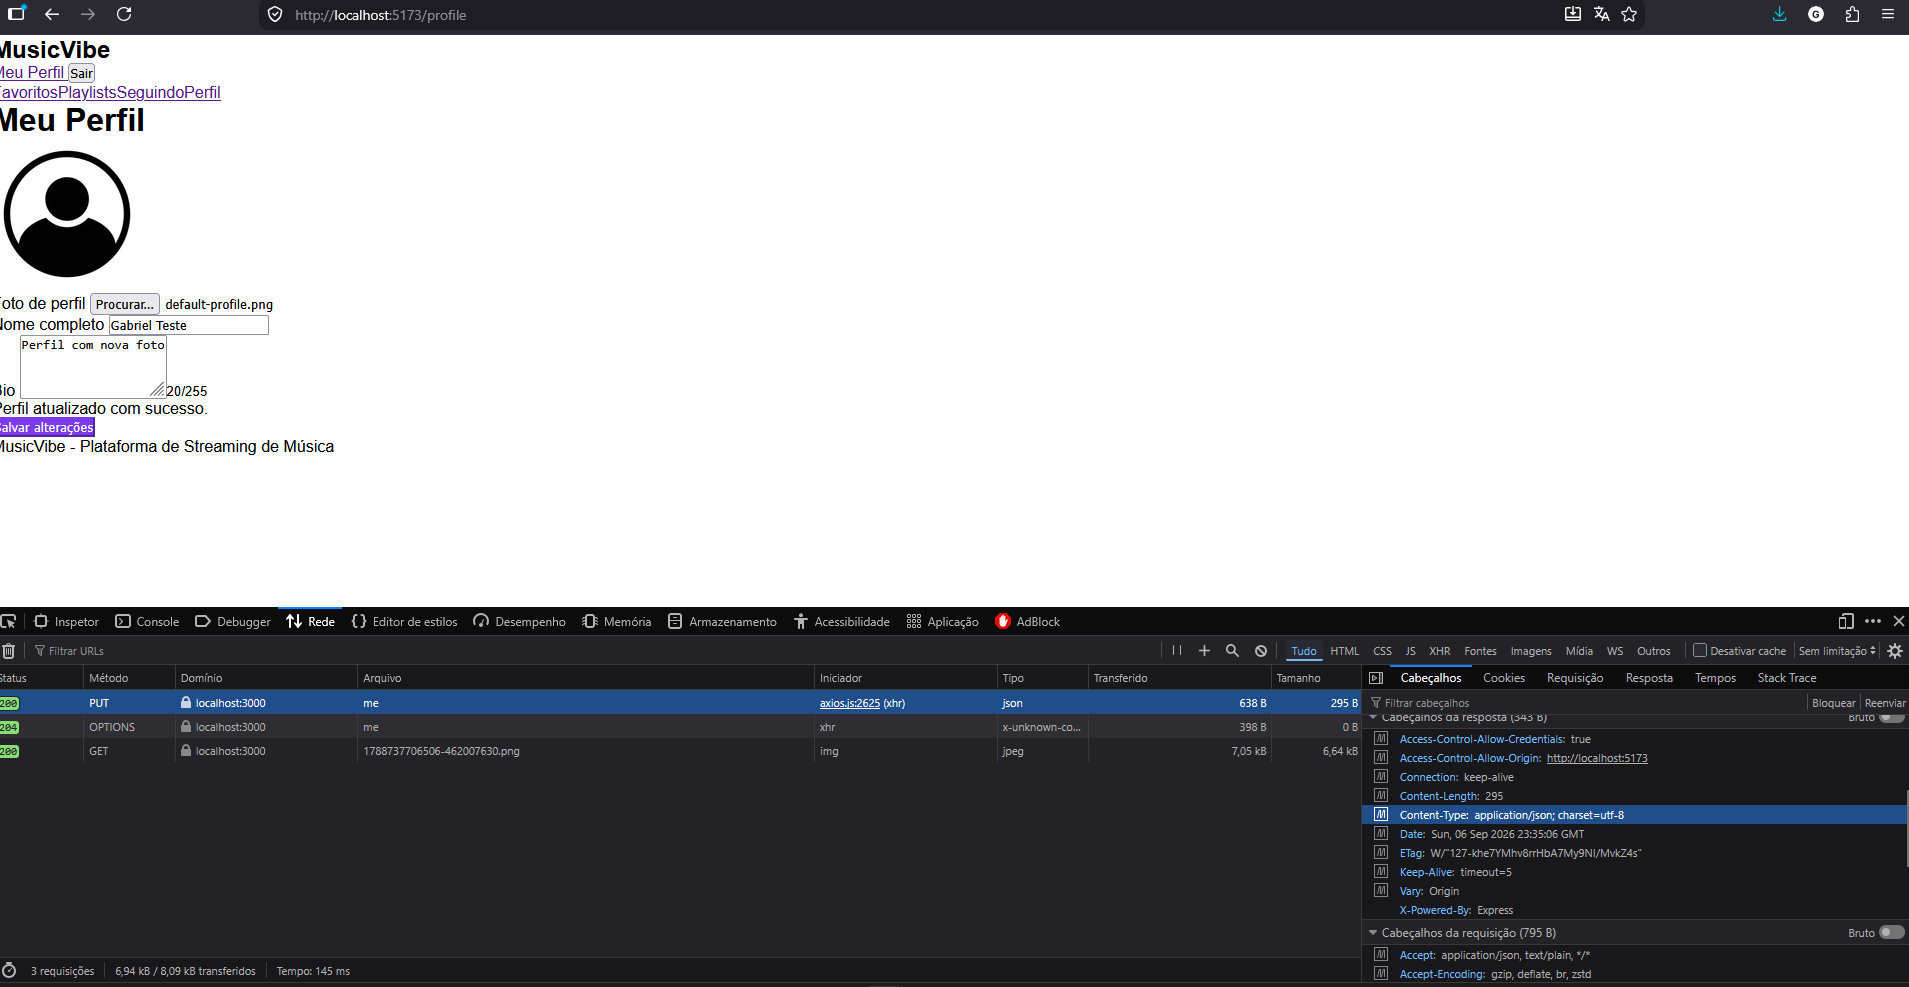 http://localhost:5173/profile
MusicVibe
Meu Perfil Sair
FavoritosPlaylistsSeguindoPerfil
Meu Perfil
Foto de perfil Procurar... default-profile.png
Nome completo Gabriel Teste
Perfil com nova foto
Bio 20/255
Perfil atualizado com sucesso.
Salvar alterações
MusicVibe - Plataforma de Streaming de Música
Inspetor Console Debugger Rede Editor de estilos Desempenho Memória Armazenamento Acessibilidade Aplicação AdBlock
Filtrar URLs Tudo HTML CSS JS XHR Fontes Imagens Mídia WS Outros Desativar cache Sem limitação
Status Método Domínio Arquivo Iniciador Tipo Transferido Tamanho
200 PUT localhost:3000 me axios.js:2625 (xhr) json 638 B 295 B
204 OPTIONS localhost:3000 me xhr x-unknown-co... 398 B 0 B
200 GET localhost:3000 1788737706506-462007630.png img jpeg 7,05 kB 6,64 kB
3 requisições 6,94 kB / 8,09 kB transferidos Tempo: 145 ms
Cabeçalhos Cookies Requisição Resposta Tempos Stack Trace
Filtrar cabeçalhos Bloquear Reenviar
Cabeçalhos da resposta (343 B) Bruto
Access-Control-Allow-Credentials: true
Access-Control-Allow-Origin: http://localhost:5173
Connection: keep-alive
Content-Length: 295
Content-Type: application/json; charset=utf-8
Date: Sun, 06 Sep 2026 23:35:06 GMT
ETag: W/"127-khe7YMhv8rrHbA7My9NI/MvkZ4s"
Keep-Alive: timeout=5
Vary: Origin
X-Powered-By: Express
Cabeçalhos da requisição (795 B) Bruto
Accept: application/json, text/plain, */*
Accept-Encoding: gzip, deflate, br, zstd